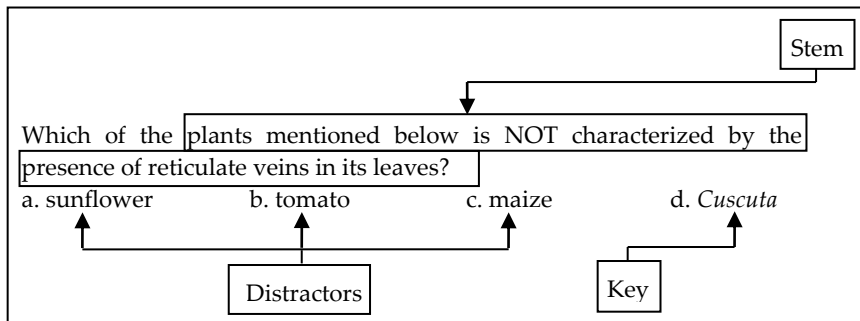 Stem
Which of the plants mentioned below is NOT characterized by the
presence of reticulate veins in its leaves?
a. sunflower b. tomato c. maize d. Cuscuta
Distractors Key